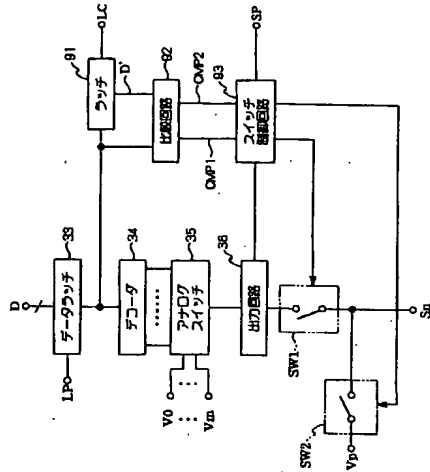 D
33
LP
データラッチ
91
LC
ラッチ
D'
34
デコーダ
92
比較回路
35
アナログ
スイッチ
V0
Vm
CMP1
CMP2
93
SP
スイッチ
制御回路
36
出力回路
SW1
Sn
SW2
Vp